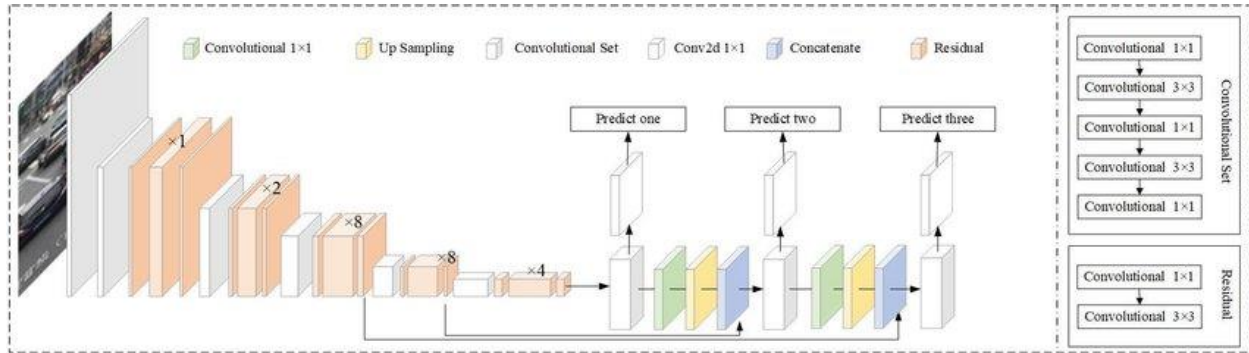 Convolutional 1×1
Up Sampling
Convolutional Set
Conv2d 1×1
Concatenate
Residual
×1
×2
×8
×8
×4
Predict one
Predict two
Predict three
Convolutional 1×1
Convolutional 3×3
Convolutional 1×1
Convolutional 3×3
Convolutional 1×1
Convolutional Set
Convolutional 1×1
Convolutional 3×3
Residual